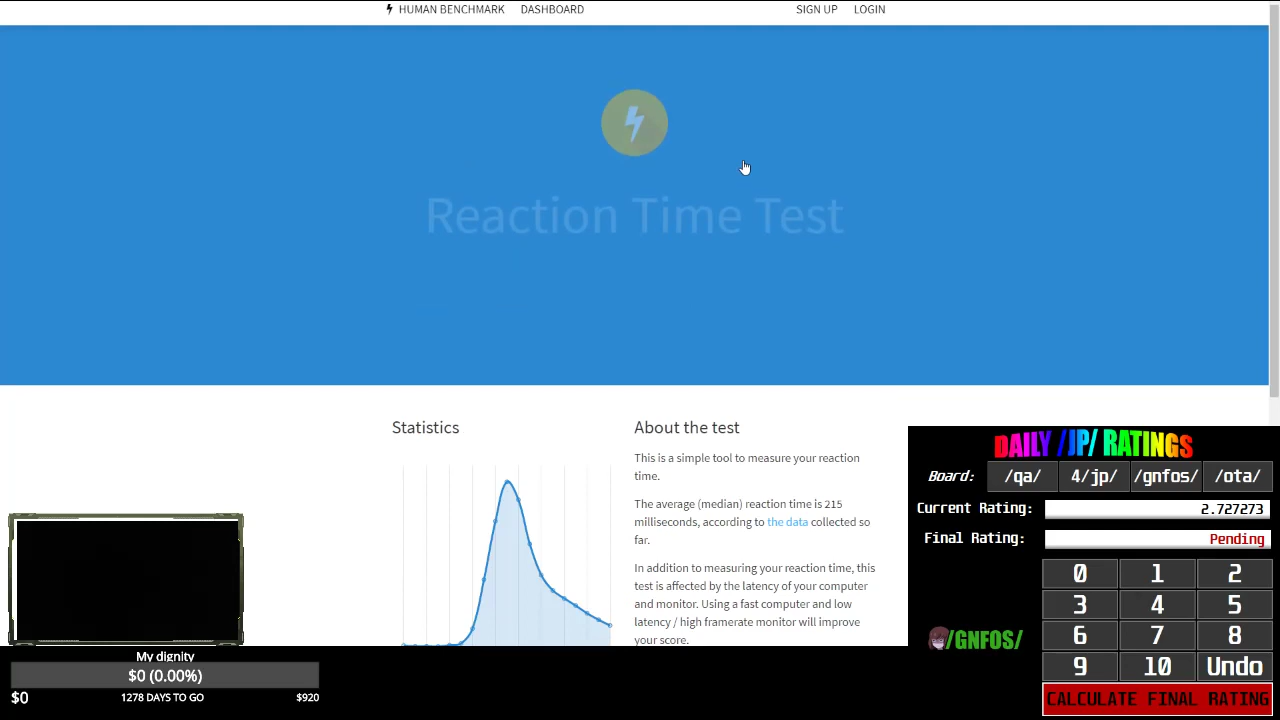 HUMAN BENCHMARK DASHBOARD SIGN UP LOGIN
Reaction Time Test
Statistics
About the test
This is a simple tool to measure your reaction
time.
The average (median) reaction time is 215
milliseconds, according to the data collected so
far.
In addition to measuring your reaction time, this
test is affected by the latency of your computer
and monitor. Using a fast computer and low
latency / high framerate monitor will improve
your score.
DAILY /JP/ RATINGS
Board: /qa/ 4/jp/ /gnfos/ /ota/
Current Rating: 2.727273
Final Rating: Pending
0 1 2
3 4 5
6 7 8
9 10 Undo
CALCULATE FINAL RATING
/GNFOS/
My dignity
$0 (0.00%)
$0 1278 DAYS TO GO $920